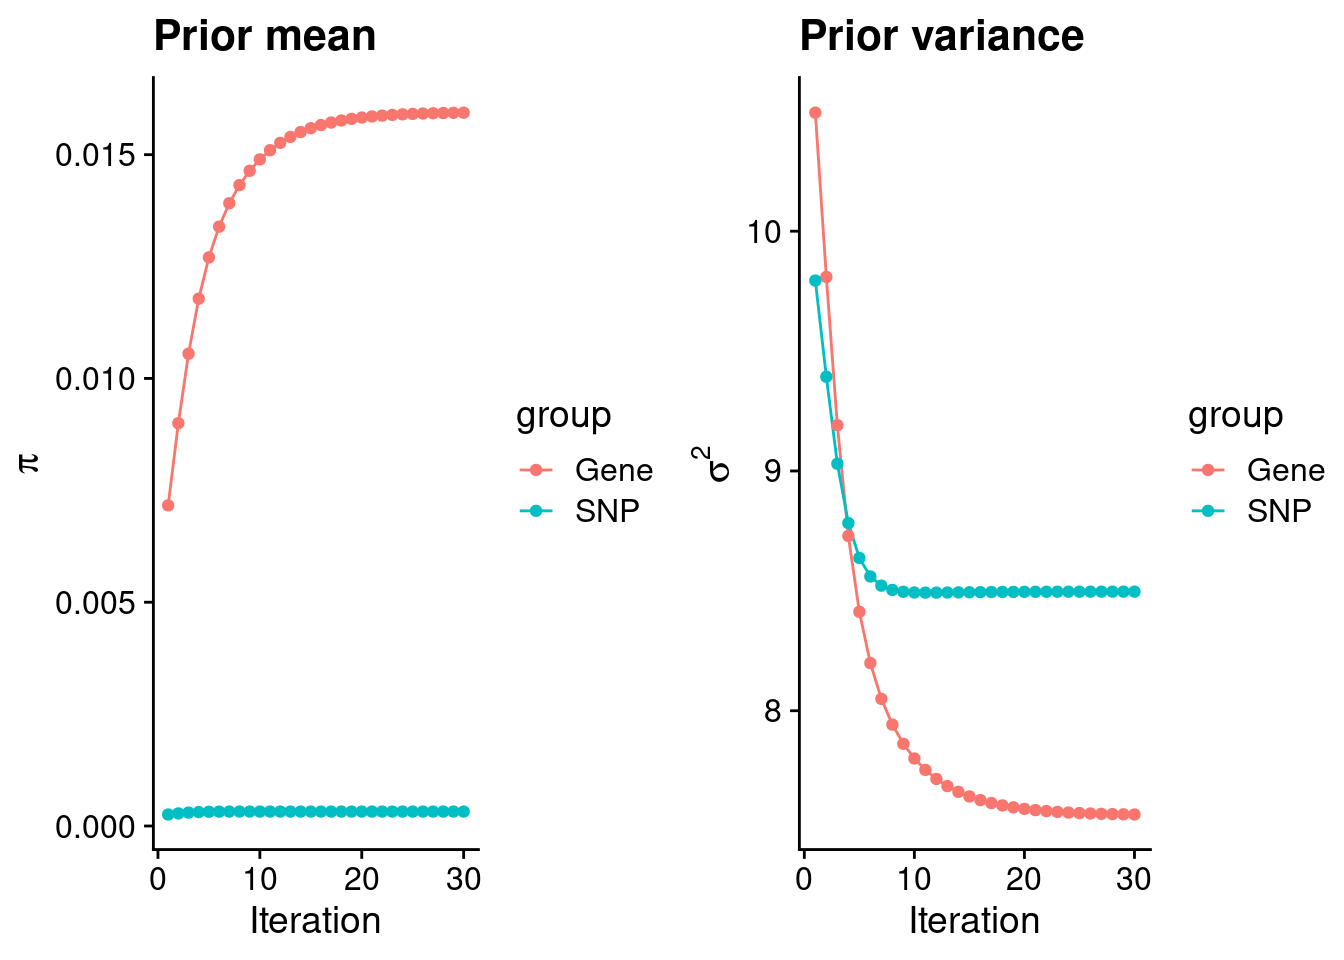 Prior mean
π
0.015
0.010
0.005
0.000
0 10 20 30
Iteration
group
Gene
SNP
Prior variance
σ²
10
9
8
0 10 20 30
Iteration
group
Gene
SNP